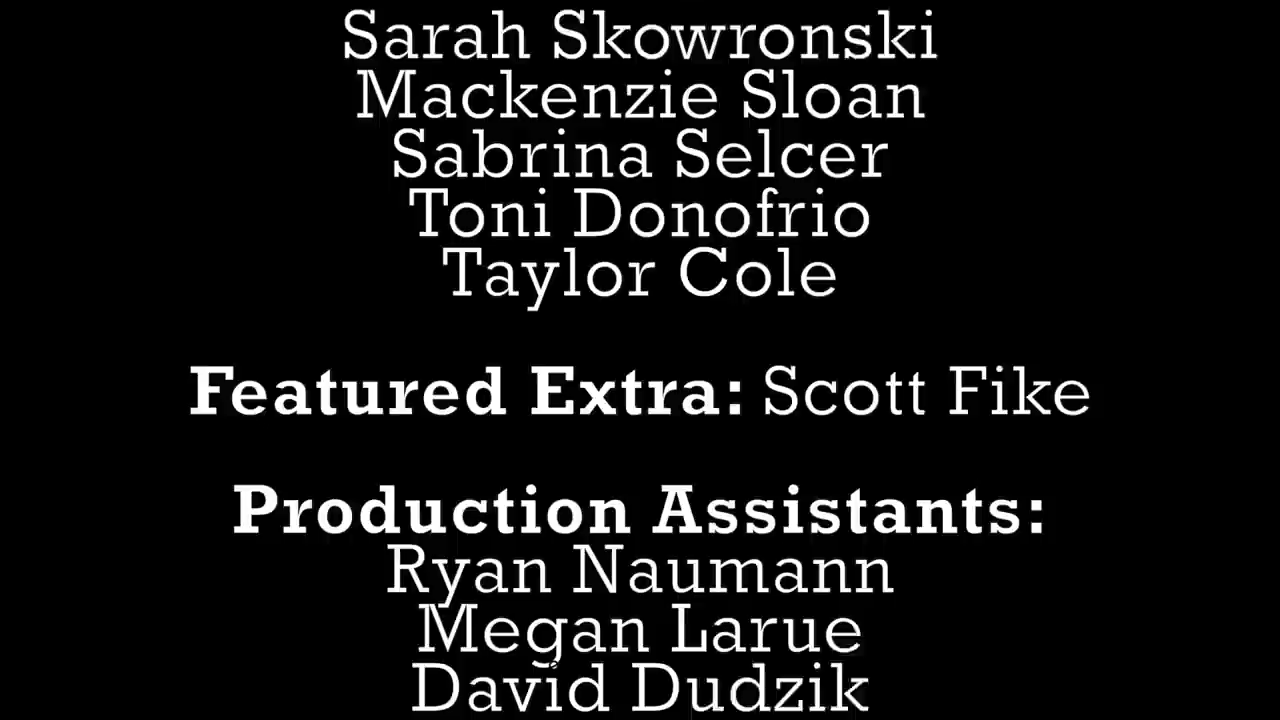 Sarah Skowronski
Mackenzie Sloan
Sabrina Selcer
Toni Donofrio
Taylor Cole
Featured Extra: Scott Fike
Production Assistants:
Ryan Naumann
Megan Larue
David Dudzik